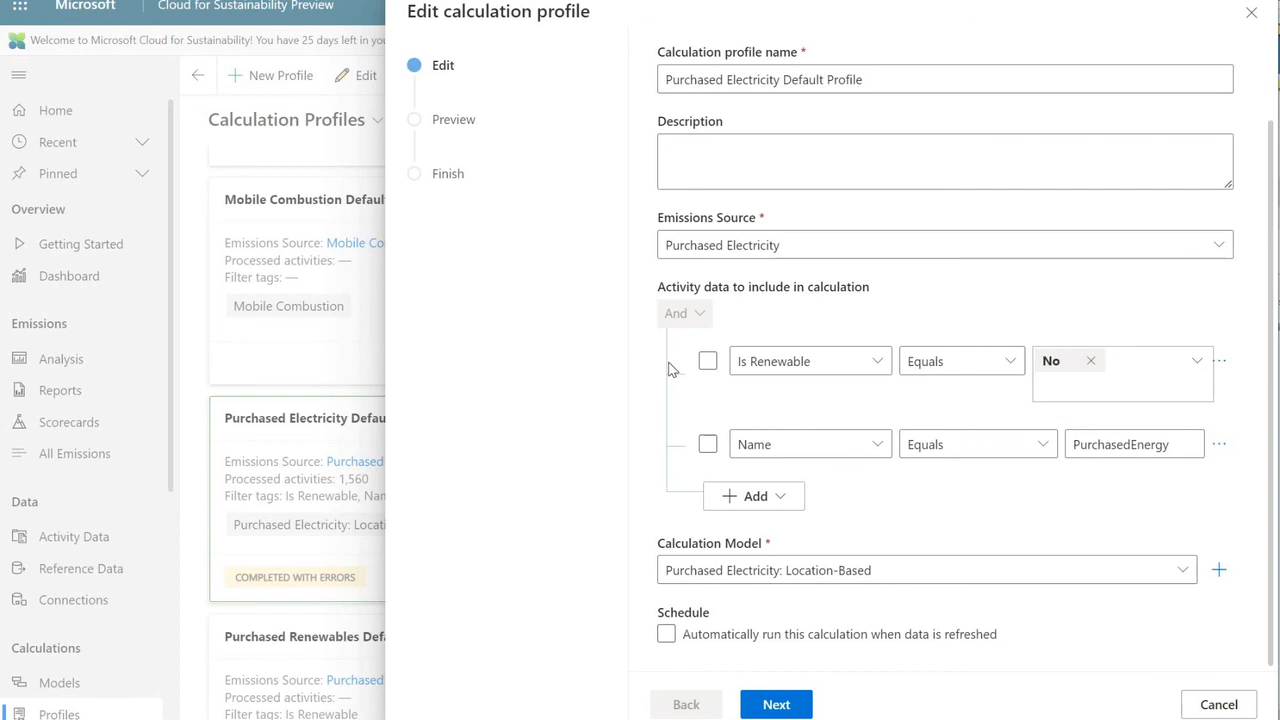 Microsoft
Cloud for Sustainability Preview
Welcome to Microsoft Cloud for Sustainability! You have 25 days left in you
Home
Recent
Pinned
Overview
Getting Started
Dashboard
Emissions
Analysis
Reports
Scorecards
All Emissions
Data
Activity Data
Reference Data
Connections
Calculations
Models
Profiles
New Profile
Edit
Calculation Profiles
Mobile Combustion Defau
Emissions Source: Mobile Co
Processed activities: —
Filter tags: —
Mobile Combustion
Purchased Electricity Defau
Emissions Source: Purchased
Processed activities: 1,560
Filter tags: Is Renewable, Nam
Purchased Electricity: Locati
COMPLETED WITH ERRORS
Purchased Renewables Defa
Emissions Source: Purchased
Processed activities: —
Filter tags: Is Renewable
Edit calculation profile
Edit
Preview
Finish
Calculation profile name *
Purchased Electricity Default Profile
Description
Emissions Source *
Purchased Electricity
Activity data to include in calculation
And
Is Renewable Equals No
Name Equals PurchasedEnergy
Add
Calculation Model *
Purchased Electricity: Location-Based
Schedule
Automatically run this calculation when data is refreshed
Back Next Cancel